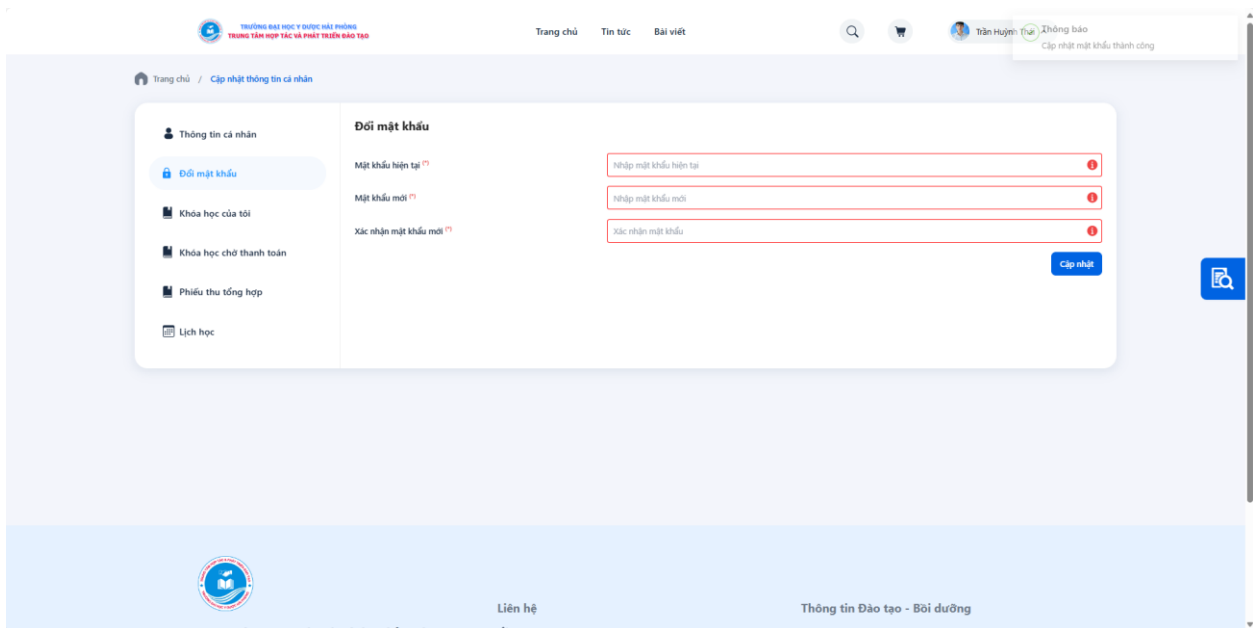 TRƯỜNG ĐẠI HỌC Y DƯỢC HẢI PHÒNG
TRUNG TÂM HỢP TÁC VÀ PHÁT TRIỂN ĐÀO TẠO
Trang chủ
Tin tức
Bài viết
Trần Huỳnh Thái
Thông báo
Cập nhật mật khẩu thành công
Trang chủ / Cập nhật thông tin cá nhân
Thông tin cá nhân
Đổi mật khẩu
Khóa học của tôi
Khóa học chờ thanh toán
Phiếu thu tổng hợp
Lịch học
Đổi mật khẩu
Mật khẩu hiện tại (*)
Nhập mật khẩu hiện tại
Mật khẩu mới (*)
Nhập mật khẩu mới
Xác nhận mật khẩu mới (*)
Xác nhận mật khẩu
Cập nhật
Liên hệ
Thông tin Đào tạo - Bồi dưỡng